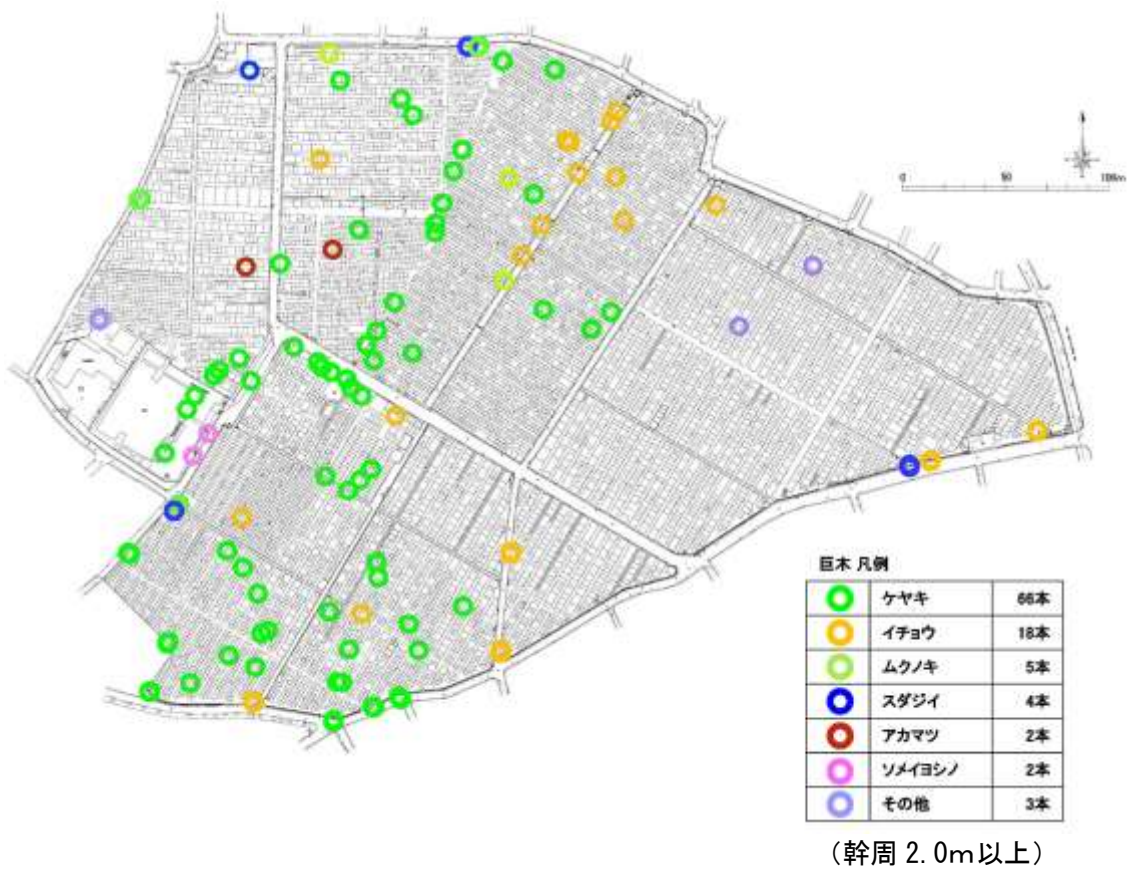 0 50 100m
巨木 凡例
ケヤキ 66本
イチョウ 18本
ムクノキ 5本
スダジイ 4本
アカマツ 2本
ソメイヨシノ 2本
その他 3本
（幹周 2.0m以上）